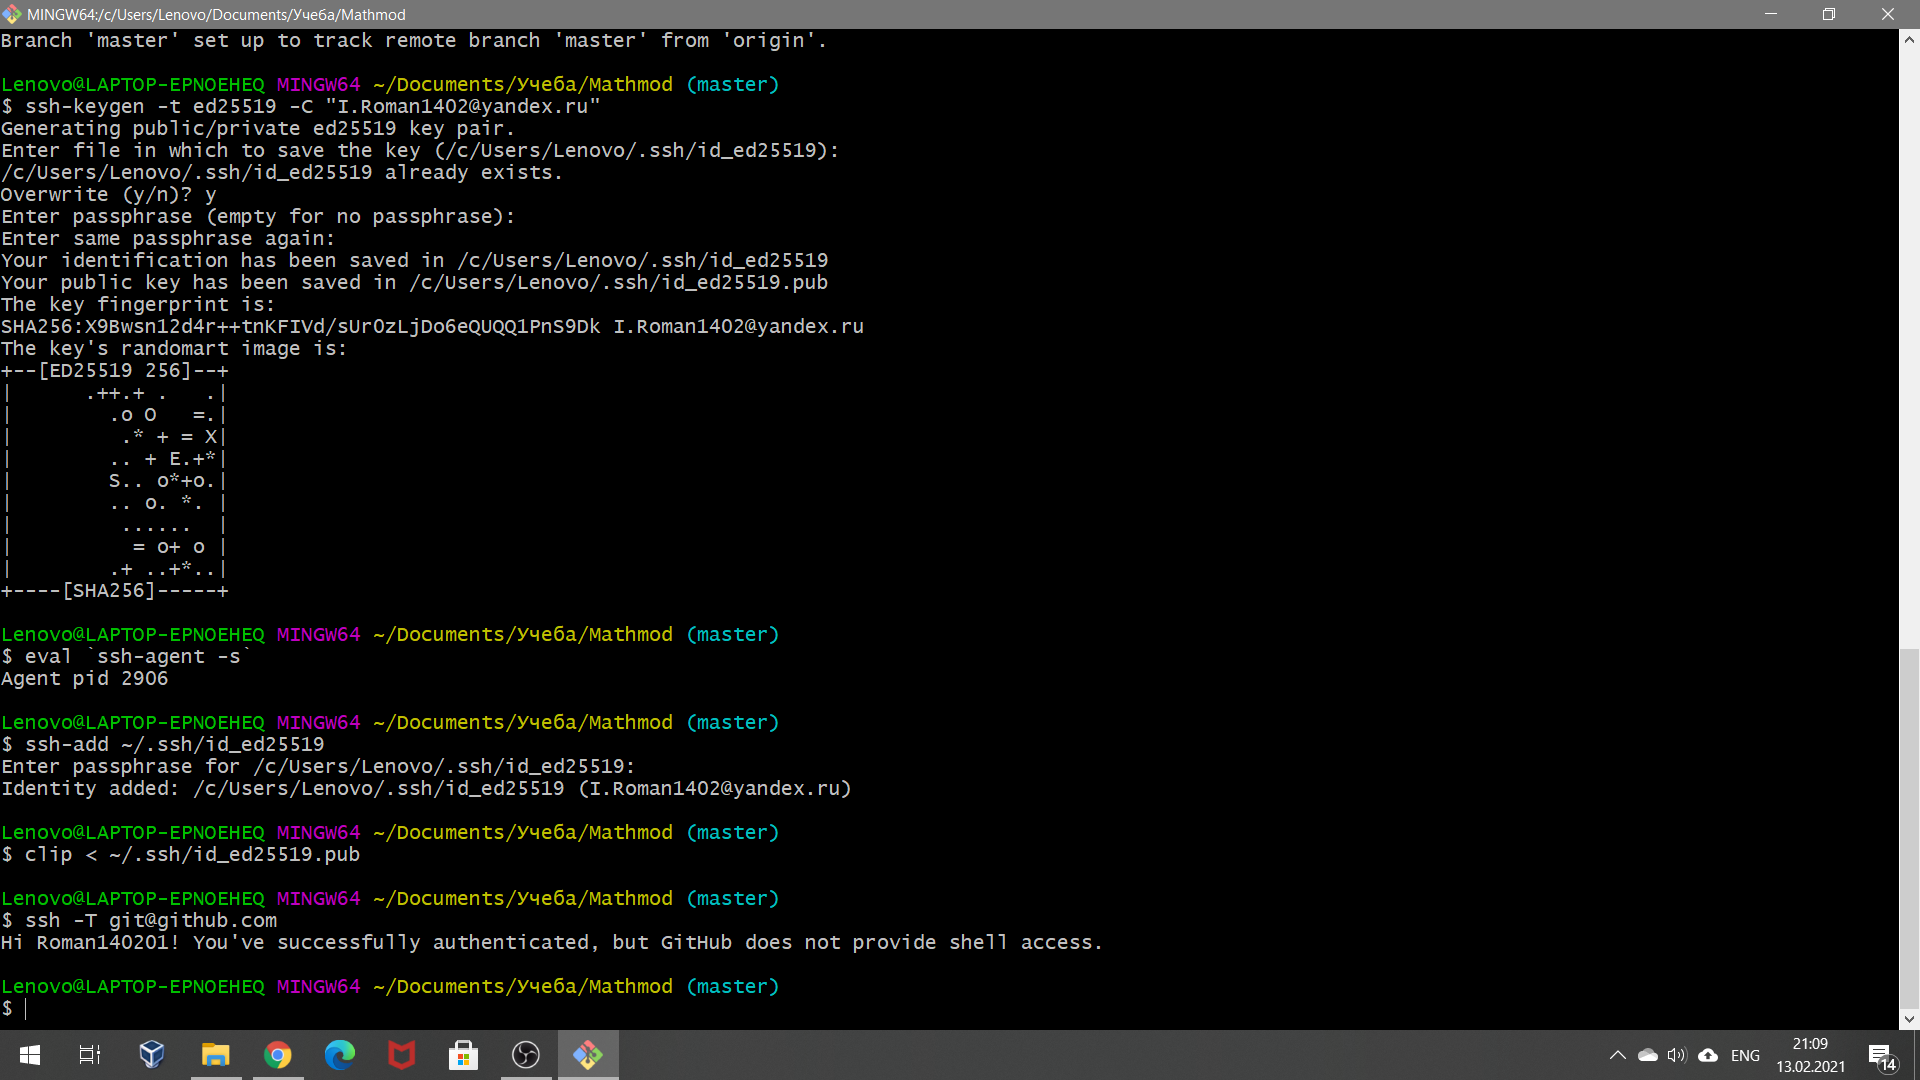 MINGW64:/c/Users/Lenovo/Documents/Учеба/Mathmod
Branch 'master' set up to track remote branch 'master' from 'origin'.
Lenovo@LAPTOP-EPNOEHEQ MINGW64 ~/Documents/Учеба/Mathmod (master)
$ ssh-keygen -t ed25519 -C "I.Roman1402@yandex.ru"
Generating public/private ed25519 key pair.
Enter file in which to save the key (/c/Users/Lenovo/.ssh/id_ed25519):
/c/Users/Lenovo/.ssh/id_ed25519 already exists.
Overwrite (y/n)? y
Enter passphrase (empty for no passphrase):
Enter same passphrase again:
Your identification has been saved in /c/Users/Lenovo/.ssh/id_ed25519
Your public key has been saved in /c/Users/Lenovo/.ssh/id_ed25519.pub
The key fingerprint is:
SHA256:X9Bwsn12d4r++tnKFIVd/sUrOzLjDo6eQUQQ1PnS9Dk I.Roman1402@yandex.ru
The key's randomart image is:
+--[ED25519 256]--+
|      .++.+ .   .|
|        .o O   =.|
|         .* + = X|
|        .. + E.+*|
|        S.. o*+o.|
|        .. o. *. |
|         ......  |
|          = o+ o |
|        .+ ..+*..|
+----[SHA256]-----+
Lenovo@LAPTOP-EPNOEHEQ MINGW64 ~/Documents/Учеба/Mathmod (master)
$ eval `ssh-agent -s`
Agent pid 2906
Lenovo@LAPTOP-EPNOEHEQ MINGW64 ~/Documents/Учеба/Mathmod (master)
$ ssh-add ~/.ssh/id_ed25519
Enter passphrase for /c/Users/Lenovo/.ssh/id_ed25519:
Identity added: /c/Users/Lenovo/.ssh/id_ed25519 (I.Roman1402@yandex.ru)
Lenovo@LAPTOP-EPNOEHEQ MINGW64 ~/Documents/Учеба/Mathmod (master)
$ clip < ~/.ssh/id_ed25519.pub
Lenovo@LAPTOP-EPNOEHEQ MINGW64 ~/Documents/Учеба/Mathmod (master)
$ ssh -T git@github.com
Hi Roman140201! You've successfully authenticated, but GitHub does not provide shell access.
Lenovo@LAPTOP-EPNOEHEQ MINGW64 ~/Documents/Учеба/Mathmod (master)
$
ENG
21:09
13.02.2021
14